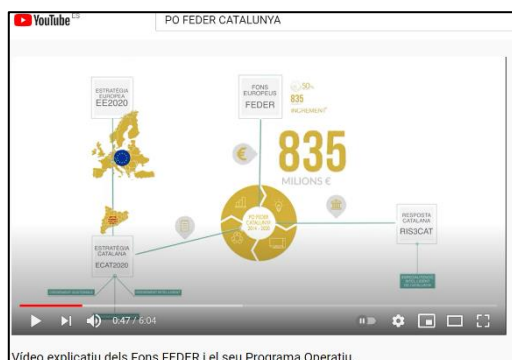 YouTube ES
PO FEDER CATALUNYA
ESTRATÈGIA
EUROPEA
EE2020
FONS
EUROPEUS
FEDER
50%
835
INCREMENT
835
MILIONS €
€
PO FEDER
CATALUNYA
2014 - 2020
RESPOSTA
CATALANA
RIS3CAT
ESTRATÈGIA
CATALANA
ECAT2020
0:47 / 6:04
Vídeo explicatiu dels Fons FEDER i el seu Programa Operatiu